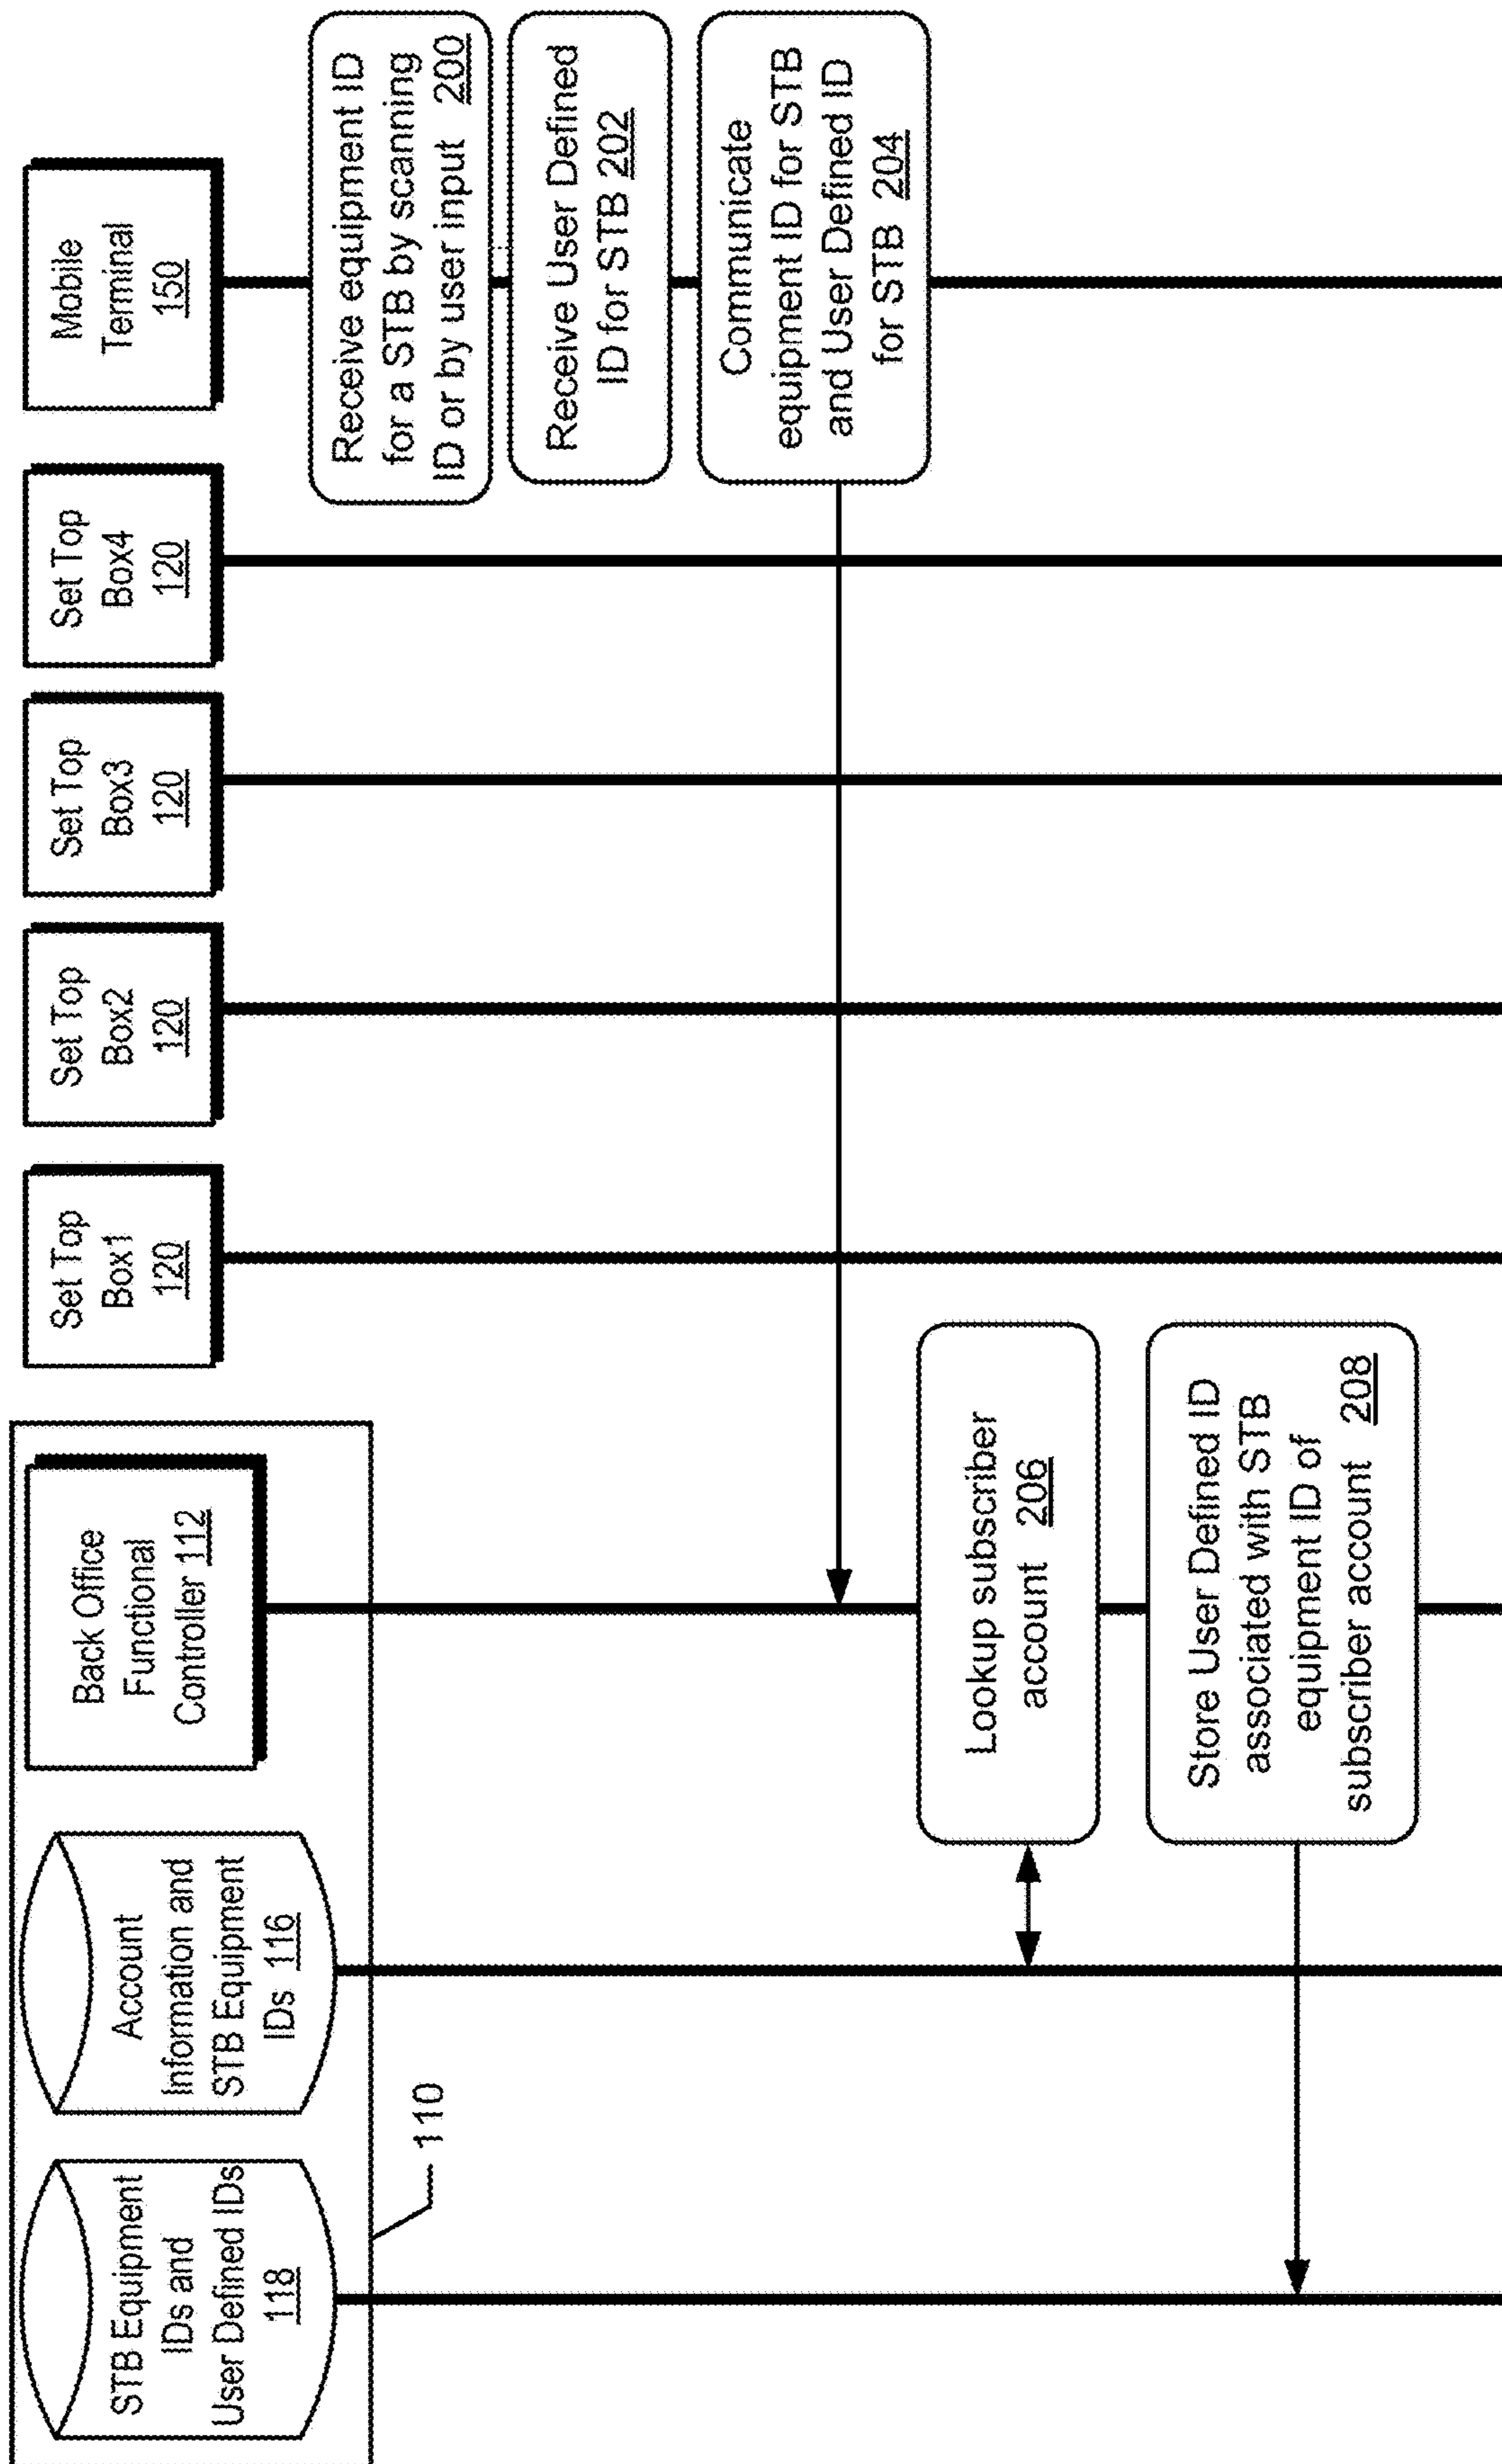 STB Equipment
IDs and
User Defined IDs
118
Account
Information and
STB Equipment
IDs 116
Back Office
Functional
Controller 112
Set Top
Box1
120
Set Top
Box2
120
Set Top
Box3
120
Set Top
Box4
120
Mobile
Terminal
150
110
Receive equipment ID
for a STB by scanning
ID or by user input 200
Receive User Defined
ID for STB 202
Communicate
equipment ID for STB
and User Defined ID
for STB 204
Lookup subscriber
account 206
Store User Defined ID
associated with STB
equipment ID of
subscriber account 208